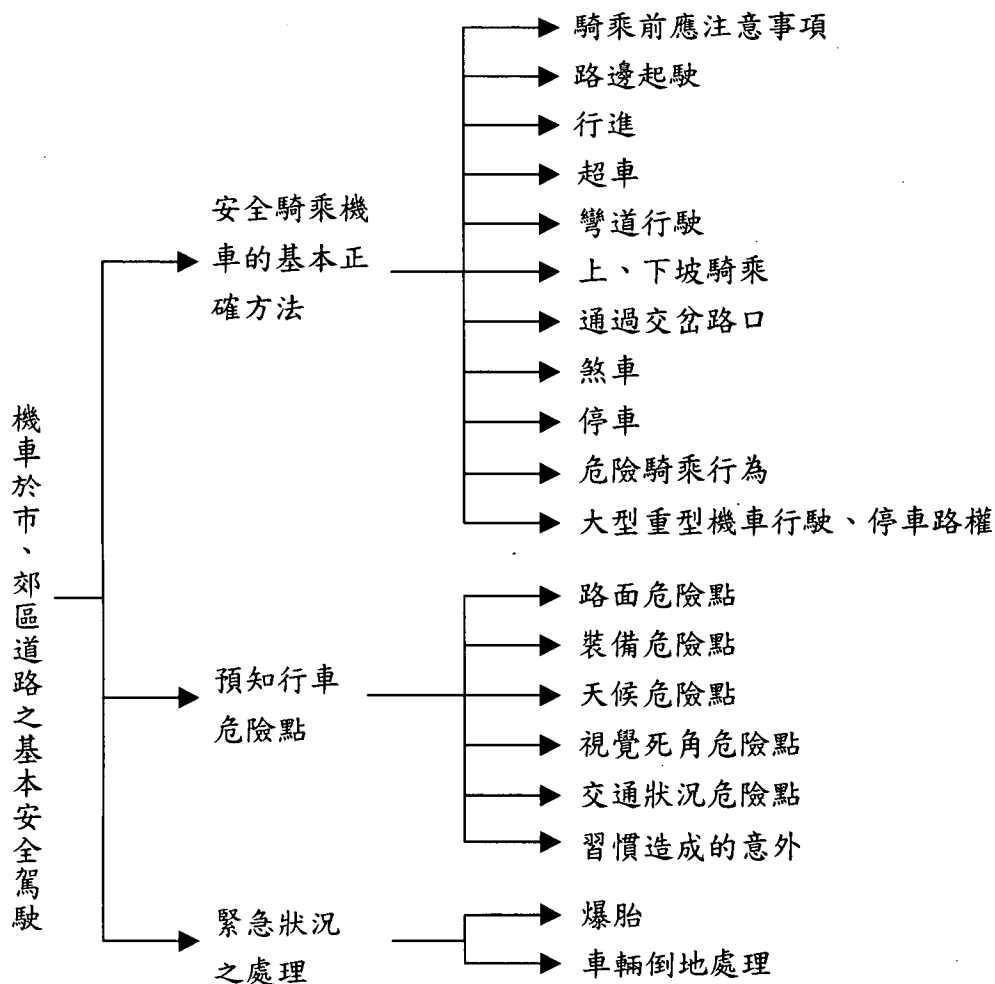 機車於市、郊區道路之基本安全駕駛
安全騎乘機
車的基本正
確方法
騎乘前應注意事項
路邊起駛
行進
超車
彎道行駛
上、下坡騎乘
通過交岔路口
煞車
停車
危險騎乘行為
大型重型機車行駛、停車路權
預知行車
危險點
路面危險點
裝備危險點
天候危險點
視覺死角危險點
交通狀況危險點
習慣造成的意外
緊急狀況
之處理
爆胎
車輛倒地處理